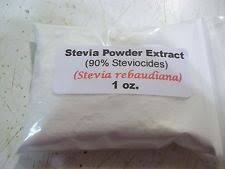 Stevia Powder Extract
(90% Steviocides)
(Stevia rebaudiana)
1 oz.